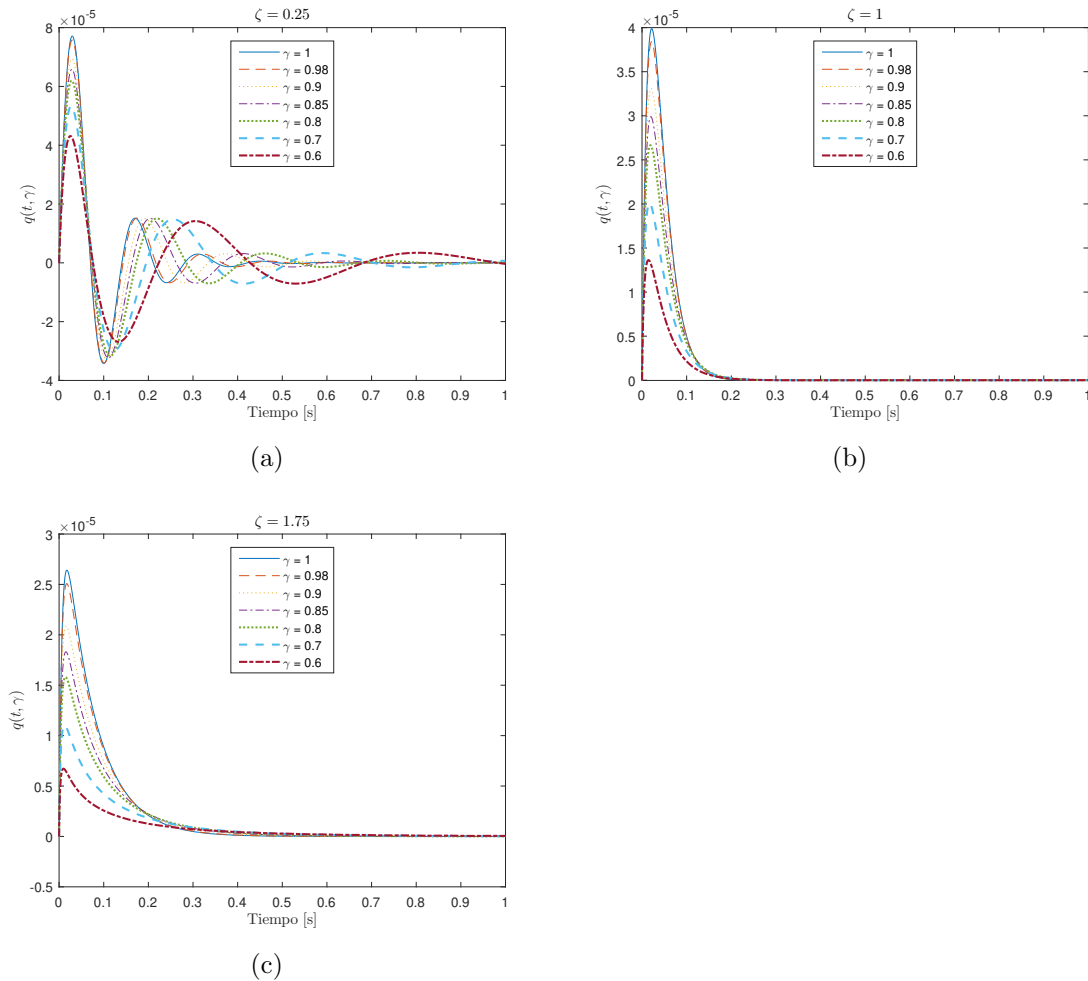 ×10⁻⁵
ζ = 0.25
8
6
4
2
0
-2
-4
q(t, γ)
γ = 1
γ = 0.98
γ = 0.9
γ = 0.85
γ = 0.8
γ = 0.7
γ = 0.6
0 0.1 0.2 0.3 0.4 0.5 0.6 0.7 0.8 0.9 1
Tiempo [s]
(a)
×10⁻⁵
ζ = 1
4
3.5
3
2.5
2
1.5
1
0.5
0
q(t, γ)
γ = 1
γ = 0.98
γ = 0.9
γ = 0.85
γ = 0.8
γ = 0.7
γ = 0.6
0 0.1 0.2 0.3 0.4 0.5 0.6 0.7 0.8 0.9 1
Tiempo [s]
(b)
×10⁻⁵
ζ = 1.75
3
2.5
2
1.5
1
0.5
0
-0.5
q(t, γ)
γ = 1
γ = 0.98
γ = 0.9
γ = 0.85
γ = 0.8
γ = 0.7
γ = 0.6
0 0.1 0.2 0.3 0.4 0.5 0.6 0.7 0.8 0.9 1
Tiempo [s]
(c)